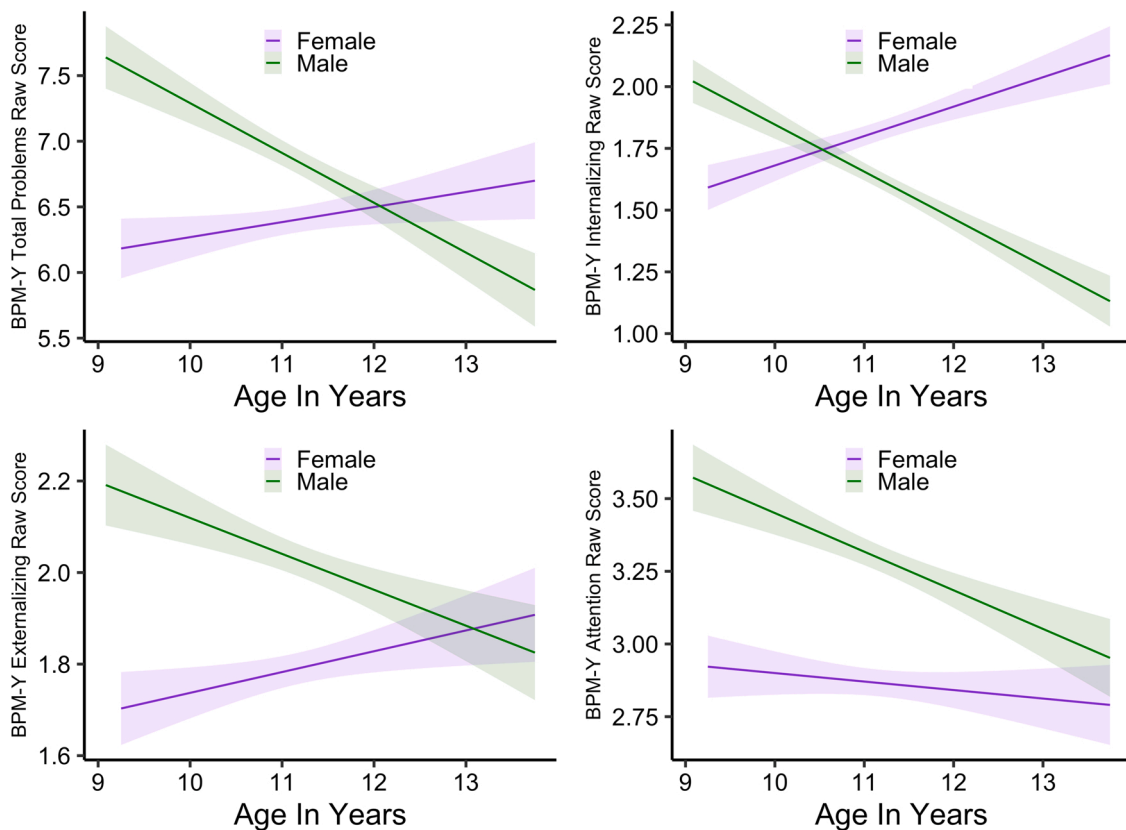 BPM-Y Total Problems Raw Score
7.5
7.0
6.5
6.0
5.5
Female
Male
9 10 11 12 13
Age In Years
BPM-Y Internalizing Raw Score
2.25
2.00
1.75
1.50
1.25
1.00
Female
Male
9 10 11 12 13
Age In Years
BPM-Y Externalizing Raw Score
2.2
2.0
1.8
1.6
Female
Male
9 10 11 12 13
Age In Years
BPM-Y Attention Raw Score
3.50
3.25
3.00
2.75
Female
Male
9 10 11 12 13
Age In Years